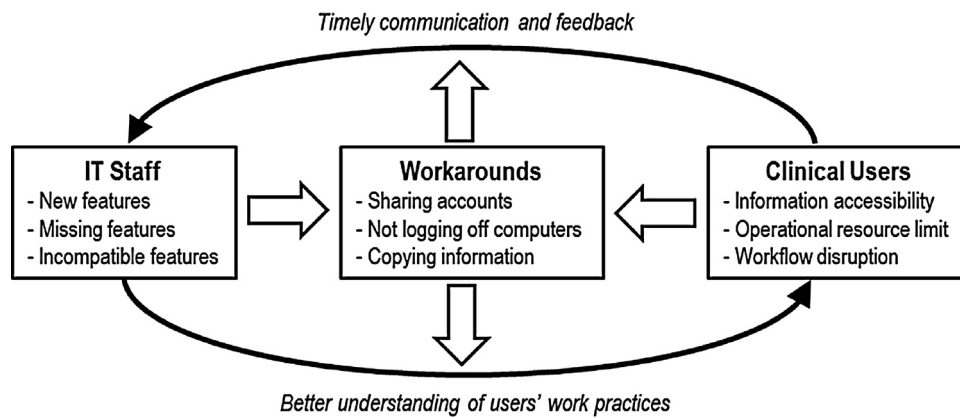 Timely communication and feedback
IT Staff
- New features
- Missing features
- Incompatible features
Workarounds
- Sharing accounts
- Not logging off computers
- Copying information
Clinical Users
- Information accessibility
- Operational resource limit
- Workflow disruption
Better understanding of users' work practices